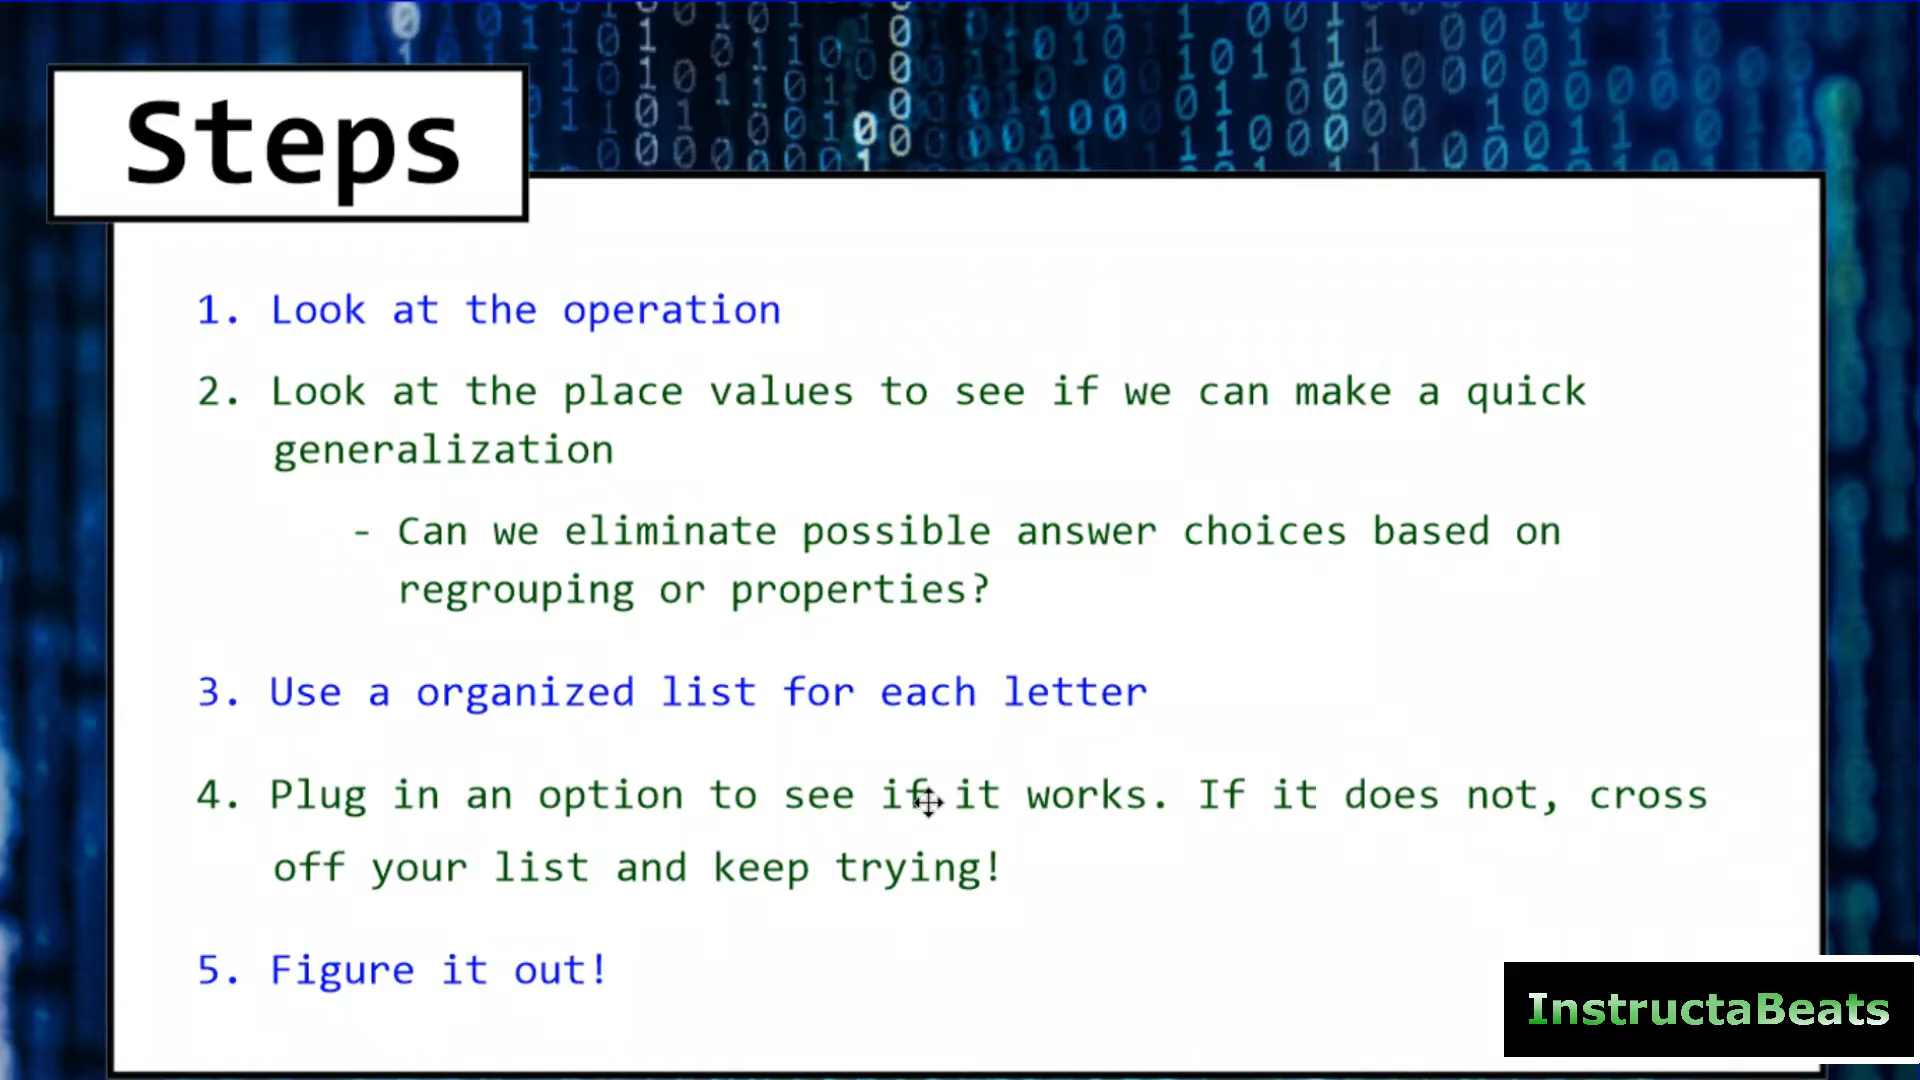 Steps
1. Look at the operation
2. Look at the place values to see if we can make a quick
generalization
- Can we eliminate possible answer choices based on
regrouping or properties?
3. Use a organized list for each letter
4. Plug in an option to see if it works. If it does not, cross
off your list and keep trying!
5. Figure it out!
InstructaBeats